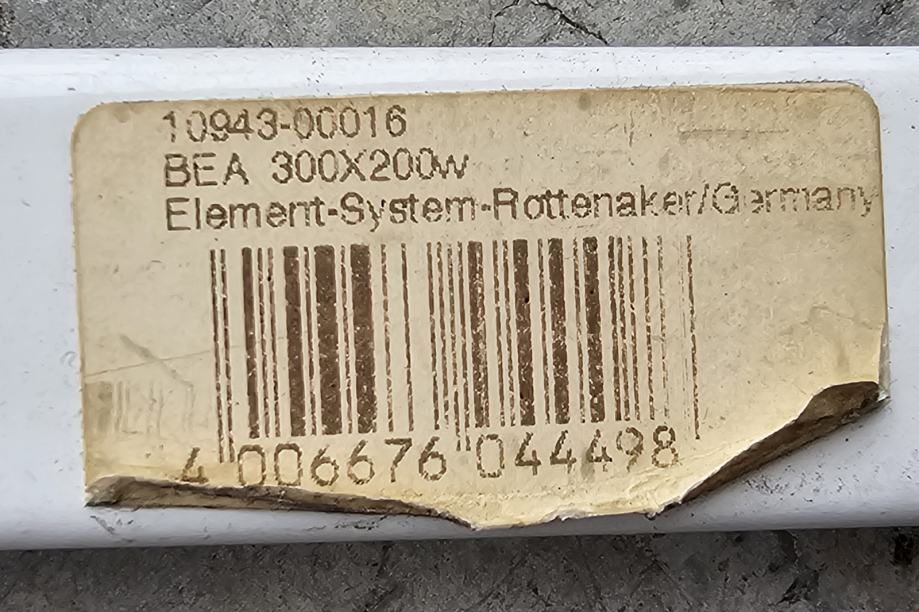 10943-00016
BEA 300X200w
Element-System-Rottenaker/Germany
4 006676 044498